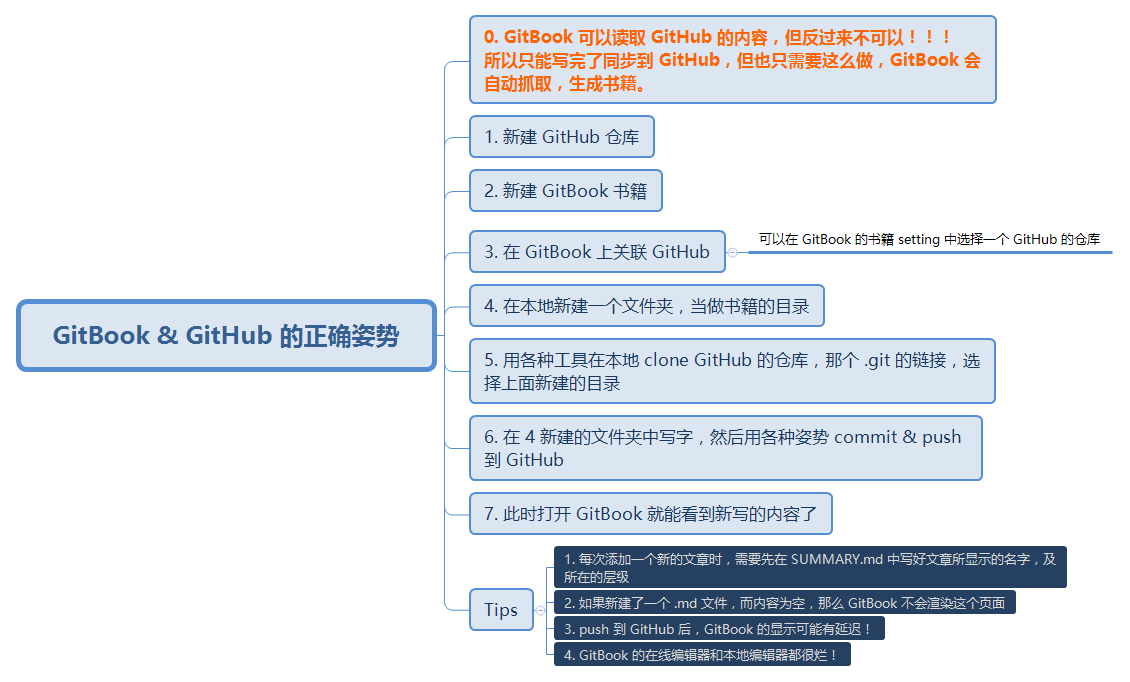 GitBook & GitHub 的正确姿势
0. GitBook 可以读取 GitHub 的内容，但反过来不可以！！！
所以只能写完了同步到 GitHub，但也只需要这么做，GitBook 会
自动抓取，生成书籍。
1. 新建 GitHub 仓库
2. 新建 GitBook 书籍
3. 在 GitBook 上关联 GitHub
可以在 GitBook 的书籍 setting 中选择一个 GitHub 的仓库
4. 在本地新建一个文件夹，当做书籍的目录
5. 用各种工具在本地 clone GitHub 的仓库，那个 .git 的链接，选
择上面新建的目录
6. 在 4 新建的文件夹中写字，然后用各种姿势 commit & push
到 GitHub
7. 此时打开 GitBook 就能看到新写的内容了
Tips
1. 每次添加一个新的文章时，需要先在 SUMMARY.md 中写好文章所显示的名字，及
所在的层级
2. 如果新建了一个 .md 文件，而内容为空，那么 GitBook 不会渲染这个页面
3. push 到 GitHub 后，GitBook 的显示可能有延迟！
4. GitBook 的在线编辑器和本地编辑器都很烂！